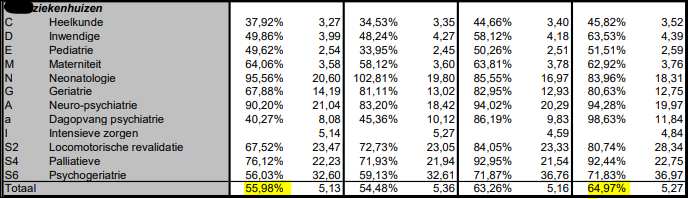 ziekenhuizen
C Heelkunde 37,92% 3,27 34,53% 3,35 44,66% 3,40 45,82% 3,52
D Inwendige 49,86% 3,99 48,24% 4,27 58,12% 4,18 63,53% 4,39
E Pediatrie 49,62% 2,54 33,95% 2,45 50,26% 2,51 51,51% 2,59
M Materniteit 64,06% 3,58 58,12% 3,60 63,81% 3,78 62,92% 3,76
N Neonatologie 95,56% 20,60 102,81% 19,80 85,55% 16,97 83,96% 18,31
G Geriatrie 67,88% 14,19 81,11% 13,02 82,95% 12,93 80,63% 12,75
A Neuro-psychiatrie 90,20% 21,04 83,20% 18,42 94,02% 20,29 94,28% 19,97
a Dagopvang psychiatrie 40,27% 8,08 45,36% 10,12 86,19% 9,83 98,63% 11,84
I Intensieve zorgen 5,14 5,27 4,59 4,84
S2 Locomotorische revalidatie 67,52% 23,47 72,73% 23,05 84,05% 23,33 80,74% 28,34
S4 Palliatieve 76,12% 22,23 71,93% 21,94 92,95% 21,54 92,44% 22,75
S6 Psychogeriatrie 56,03% 32,60 59,13% 32,61 71,87% 36,76 71,83% 36,97
Totaal 55,98% 5,13 54,48% 5,36 63,26% 5,16 64,97% 5,27